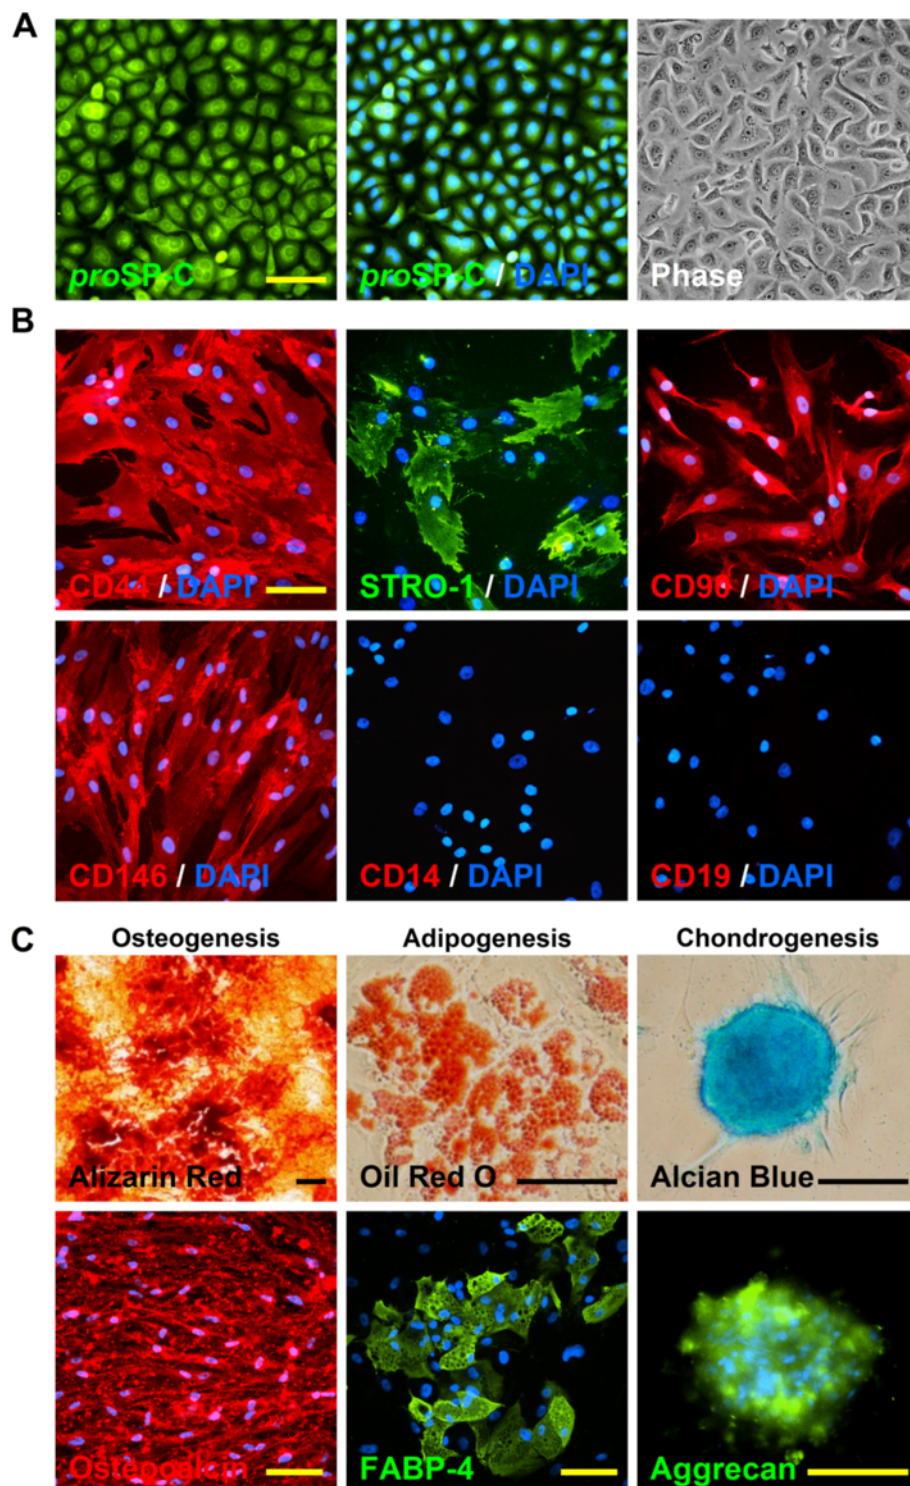 A
proSP-C
proSP-C / DAPI
Phase
B
CD44 / DAPI
STRO-1 / DAPI
CD90 / DAPI
CD146 / DAPI
CD14 / DAPI
CD19 / DAPI
C
Osteogenesis
Adipogenesis
Chondrogenesis
Alizarin Red
Oil Red O
Alcian Blue
Osteocalcin
FABP-4
Aggrecan